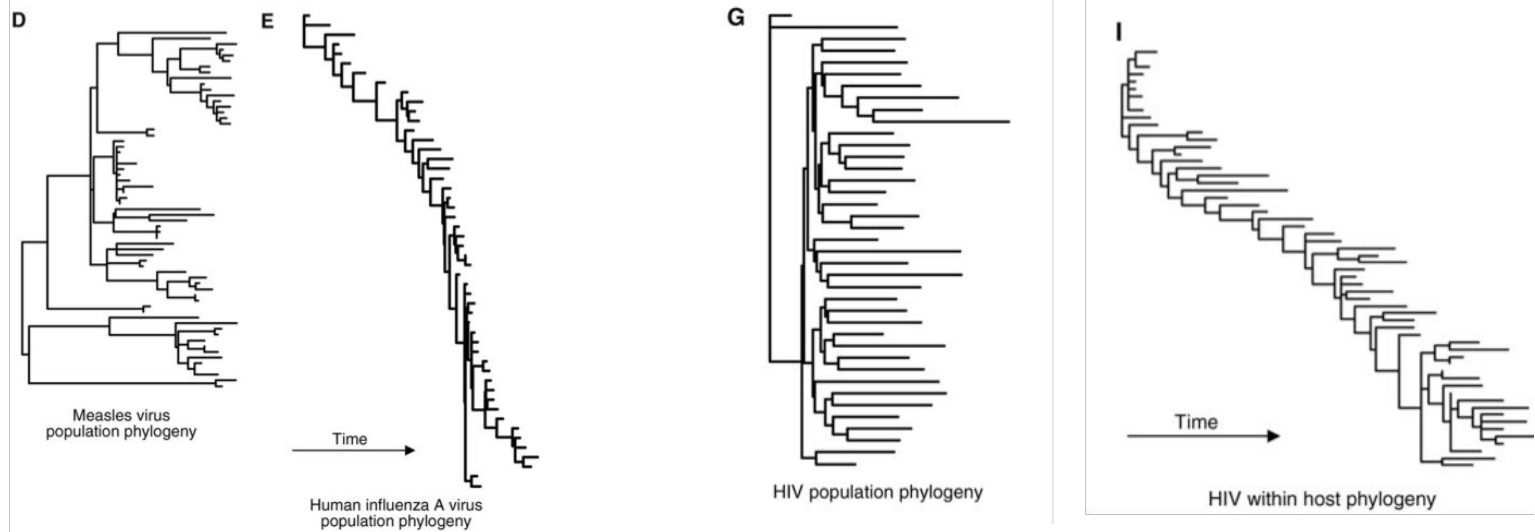 D
E
G
I
Measles virus
population phylogeny
Time
Human influenza A virus
population phylogeny
HIV population phylogeny
Time
HIV within host phylogeny